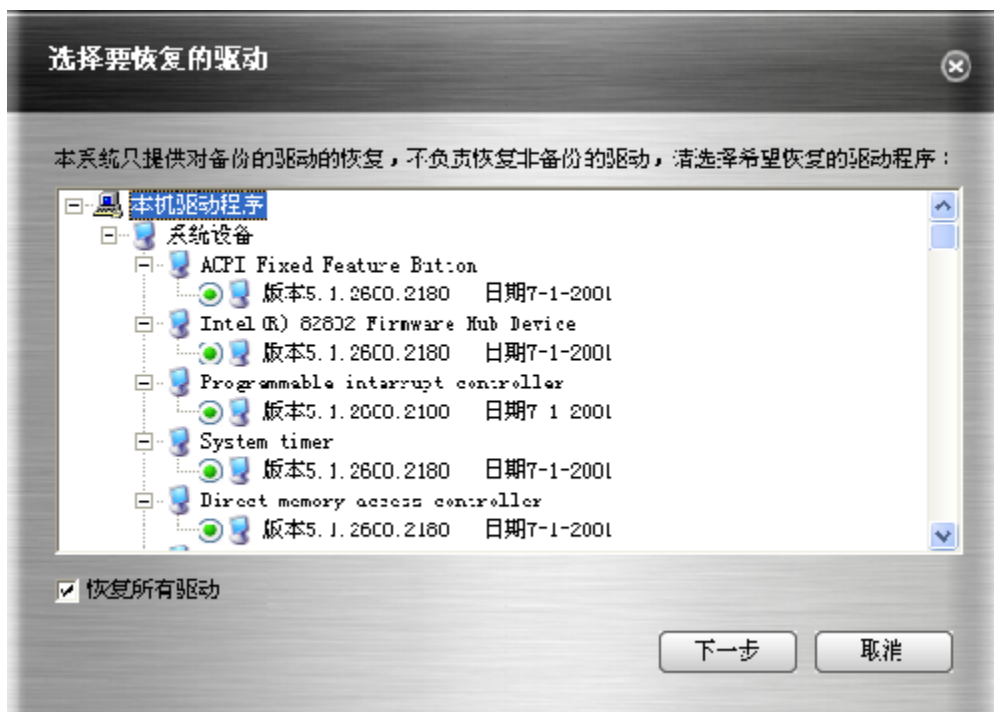 选择要恢复的驱动
本系统只提供对备份的驱动的恢复，不负责恢复非备份的驱动，请选择希望恢复的驱动程序：
本机驱动程序
系统设备
ACPI Fixed Feature Button
版本5.1.2600.2180 日期7-1-2001
Intel(R) 82802 Firmware Hub Device
版本5.1.2600.2180 日期7-1-2001
Programmable interrupt controller
版本5.1.2600.2180 日期7-1-2001
System timer
版本5.1.2600.2180 日期7-1-2001
Direct memory access controller
版本5.1.2600.2180 日期7-1-2001
恢复所有驱动
下一步 取消